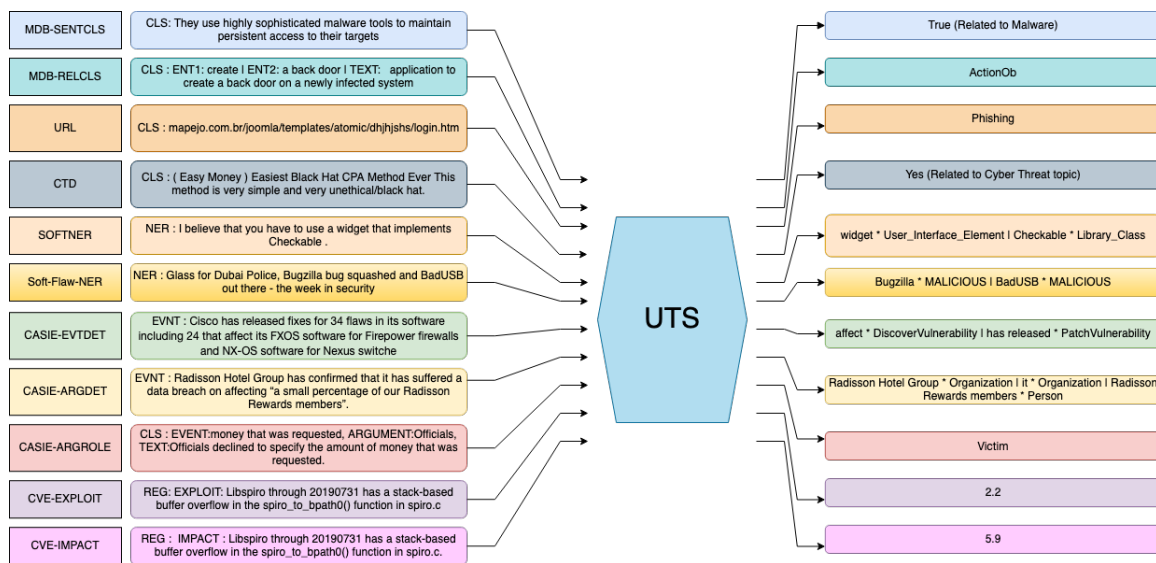 MDB-SENTCLS
CLS: They use highly sophisticated malware tools to maintain
persistent access to their targets
True (Related to Malware)
MDB-RELCLS
CLS : ENT1: create | ENT2: a back door | TEXT: application to
create a back door on a newly infected system
ActionOb
URL
CLS : mapejo.com.br/joomla/templates/atomic/dhjhjshs/login.htm
Phishing
CTD
CLS : ( Easy Money ) Easiest Black Hat CPA Method Ever This
method is very simple and very unethical/black hat.
Yes (Related to Cyber Threat topic)
SOFTNER
NER : I believe that you have to use a widget that implements
Checkable .
widget * User_Interface_Element | Checkable * Library_Class
Soft-Flaw-NER
NER : Glass for Dubai Police, Bugzilla bug squashed and BadUSB
out there - the week in security
Bugzilla * MALICIOUS | BadUSB * MALICIOUS
UTS
CASIE-EVTDET
EVNT : Cisco has released fixes for 34 flaws in its software
including 24 that affect its FXOS software for Firepower firewalls
and NX-OS software for Nexus switche
affect * DiscoverVulnerability | has released * PatchVulnerability
CASIE-ARGDET
EVNT : Radisson Hotel Group has confirmed that it has suffered a
data breach on affecting “a small percentage of our Radisson
Rewards members”.
Radisson Hotel Group * Organization | it * Organization | Radisson
Rewards members * Person
CASIE-ARGROLE
CLS : EVENT:money that was requested, ARGUMENT:Officials,
TEXT:Officials declined to specify the amount of money that was
requested.
Victim
CVE-EXPLOIT
REG: EXPLOIT: Libspiro through 20190731 has a stack-based
buffer overflow in the spiro_to_bpath0() function in spiro.c
2.2
CVE-IMPACT
REG : IMPACT : Libspiro through 20190731 has a stack-based
buffer overflow in the spiro_to_bpath0() function in spiro.c.
5.9